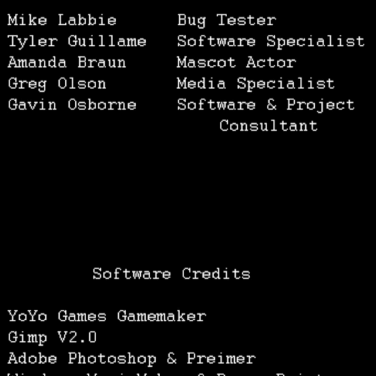 Mike Labbie Bug Tester
Tyler Guillame Software Specialist
Amanda Braun Mascot Actor
Greg Olson Media Specialist
Gavin Osborne Software & Project
Consultant
Software Credits
YoYo Games Gamemaker
Gimp V2.0
Adobe Photoshop & Preimer